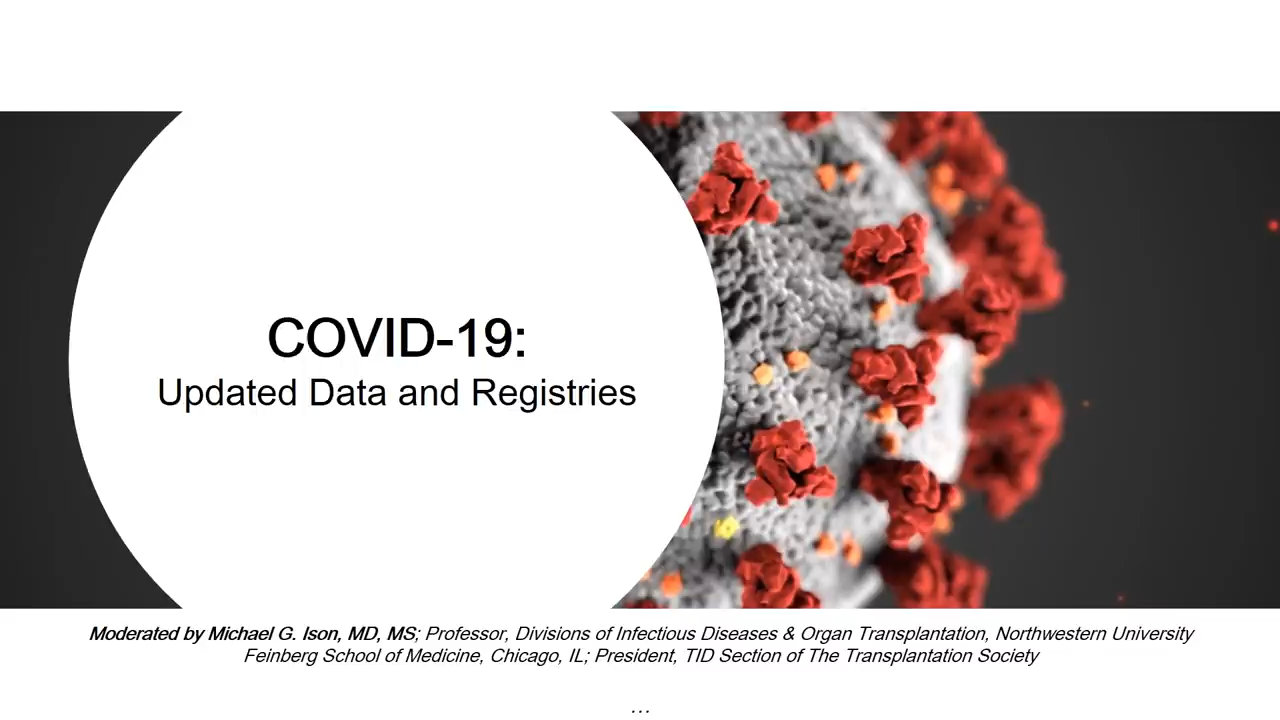 COVID-19:
Updated Data and Registries
Moderated by Michael G. Ison, MD, MS; Professor, Divisions of Infectious Diseases & Organ Transplantation, Northwestern University
Feinberg School of Medicine, Chicago, IL; President, TID Section of The Transplantation Society
...